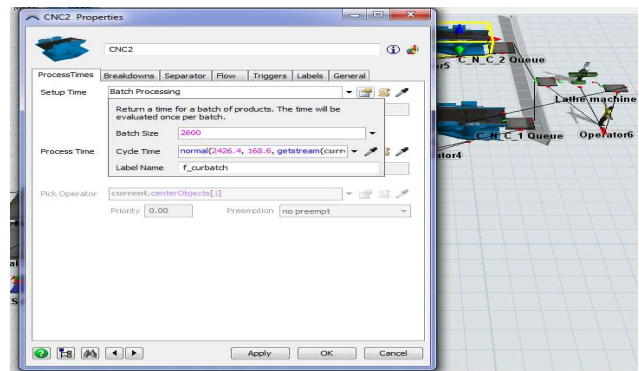 CNC2 Properties
CNC2
ProcessTimes Breakdowns Separator Flow Triggers Labels General
Setup Time Batch Processing
Return a time for a batch of products. The time will be
evaluated once per batch.
Batch Size 2600
Process Time Cycle Time normal(2426.4, 168.6, getstream(curr
Label Name f_curbatch
Pick Operator current.centerObjects[1]
Priority 0.00 Preemption no preempt
Apply OK Cancel
C_N_C_2 Queue
Lathe machine
C_N_C_1 Queue Operator6
ator4